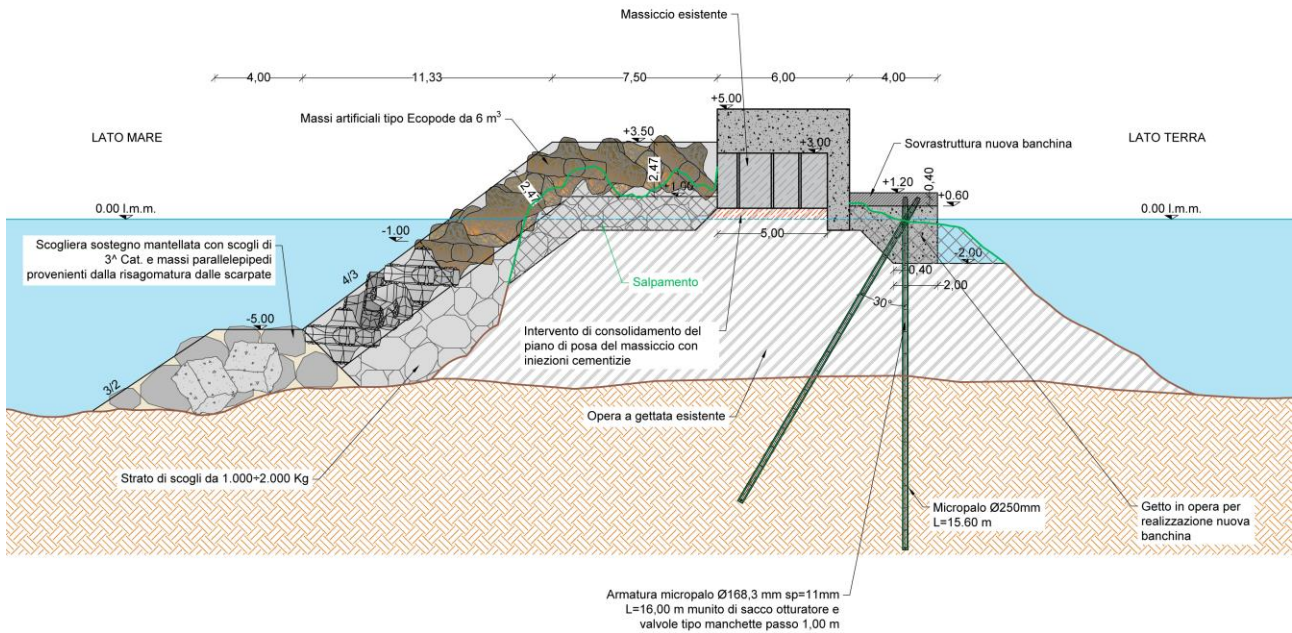 Massiccio esistente
4,00
11,33
7,50
6,00
4,00
+5.00
LATO MARE
Massi artificiali tipo Ecopode da 6 m³
+3.50
+3.00
LATO TERRA
Sovrastruttura nuova banchina
2,47
2,47
+1.00
+1.20
0,40
+0.60
0.00 l.m.m.
0.00 l.m.m.
Scogliera sostegno mantellata con scogli di
3^ Cat. e massi parallelepipedi
provenienti dalla risagomatura dalle scarpate
-1.00
5,00
-2.00
4/3
Salpamento
0,40
2,00
30°
-5.00
Intervento di consolidamento del
piano di posa del massiccio con
iniezioni cementizie
3/2
Opera a gettata esistente
Strato di scogli da 1.000÷2.000 Kg
Micropalo Ø250mm
L=15.60 m
Getto in opera per
realizzazione nuova
banchina
Armatura micropalo Ø168,3 mm sp=11mm
L=16,00 m munito di sacco otturatore e
valvole tipo manchette passo 1,00 m